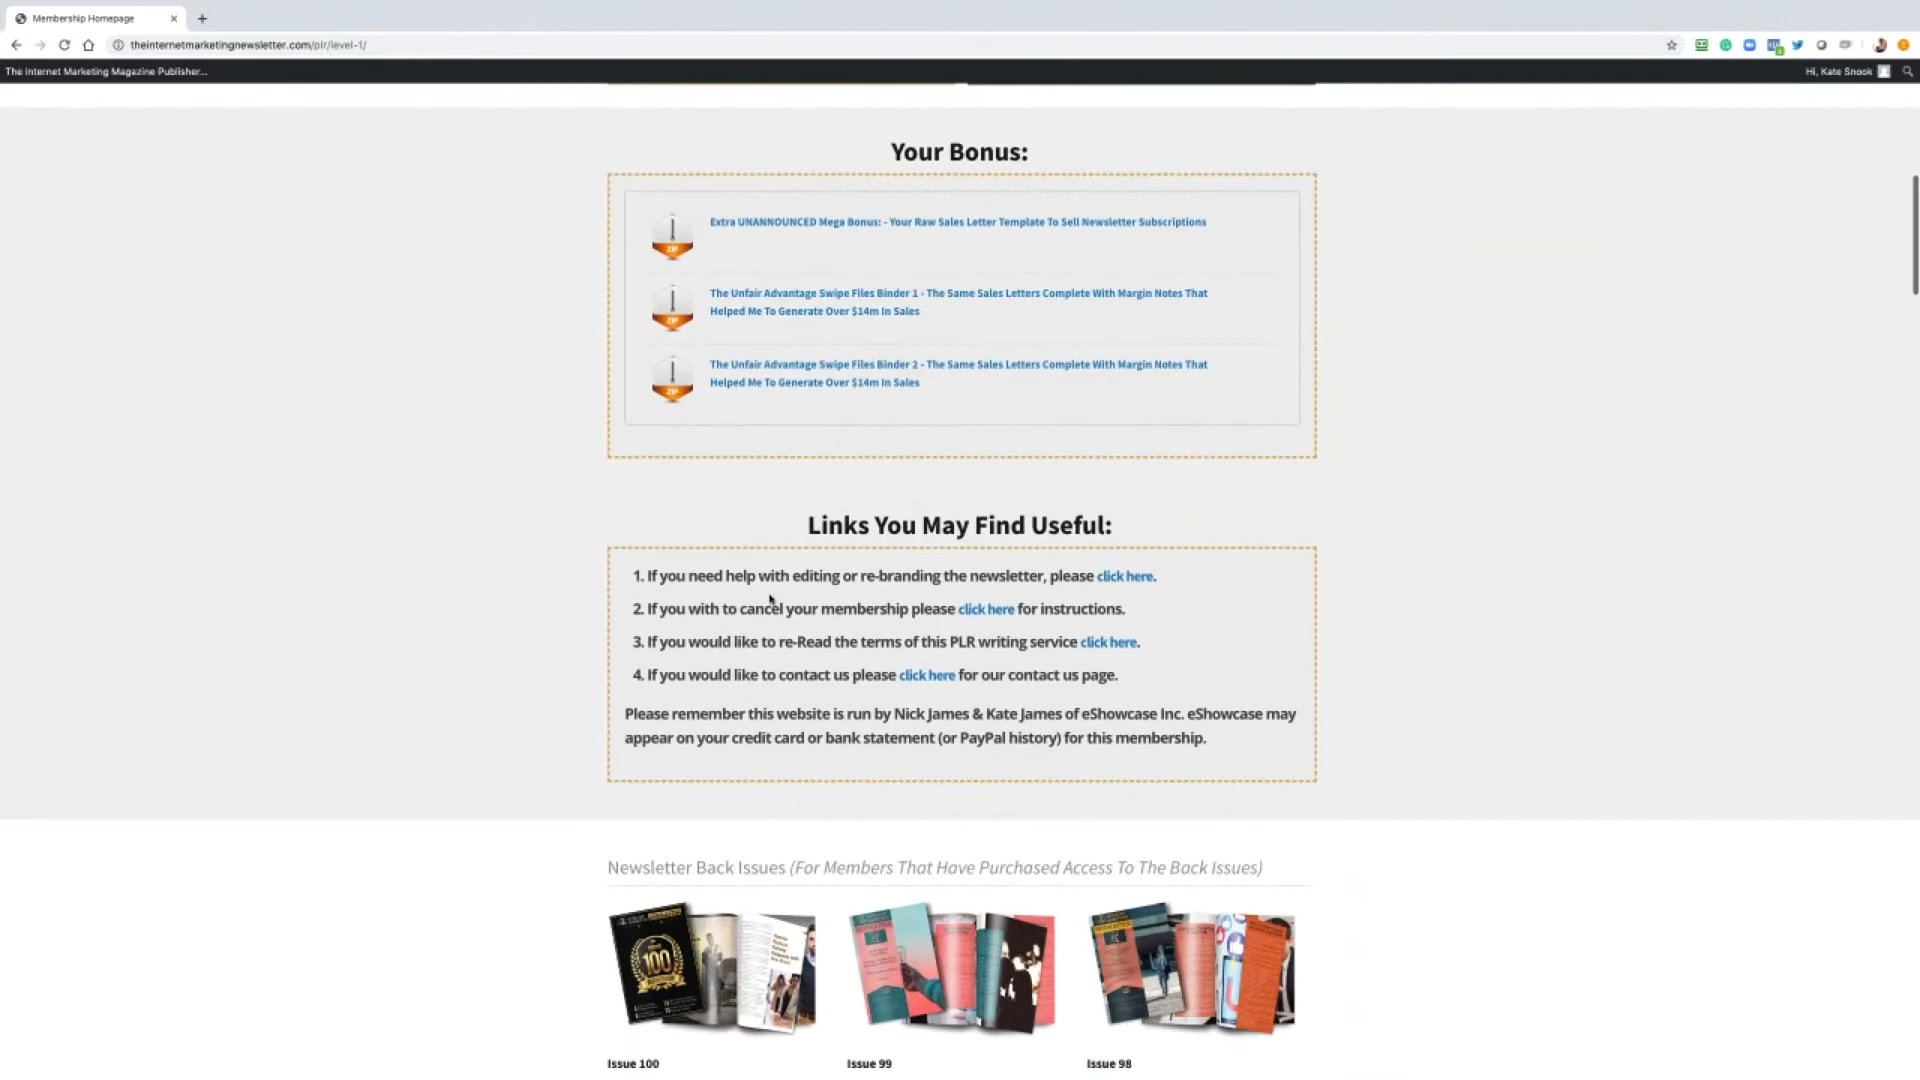 Membership Homepage
theinternetmarketingnewsletter.com/plr/level-1/
The Internet Marketing Magazine Publisher...
Hi, Kate Snook
Your Bonus:
ZIP
Extra UNANNOUNCED Mega Bonus: - Your Raw Sales Letter Template To Sell Newsletter Subscriptions
ZIP
The Unfair Advantage Swipe Files Binder 1 - The Same Sales Letters Complete With Margin Notes That
Helped Me To Generate Over $14m In Sales
ZIP
The Unfair Advantage Swipe Files Binder 2 - The Same Sales Letters Complete With Margin Notes That
Helped Me To Generate Over $14m In Sales
Links You May Find Useful:
1. If you need help with editing or re-branding the newsletter, please click here.
2. If you with to cancel your membership please click here for instructions.
3. If you would like to re-Read the terms of this PLR writing service click here.
4. If you would like to contact us please click here for our contact us page.
Please remember this website is run by Nick James & Kate James of eShowcase Inc. eShowcase may
appear on your credit card or bank statement (or PayPal history) for this membership.
Newsletter Back Issues (For Members That Have Purchased Access To The Back Issues)
100
Issue 100
Issue 99
Issue 98